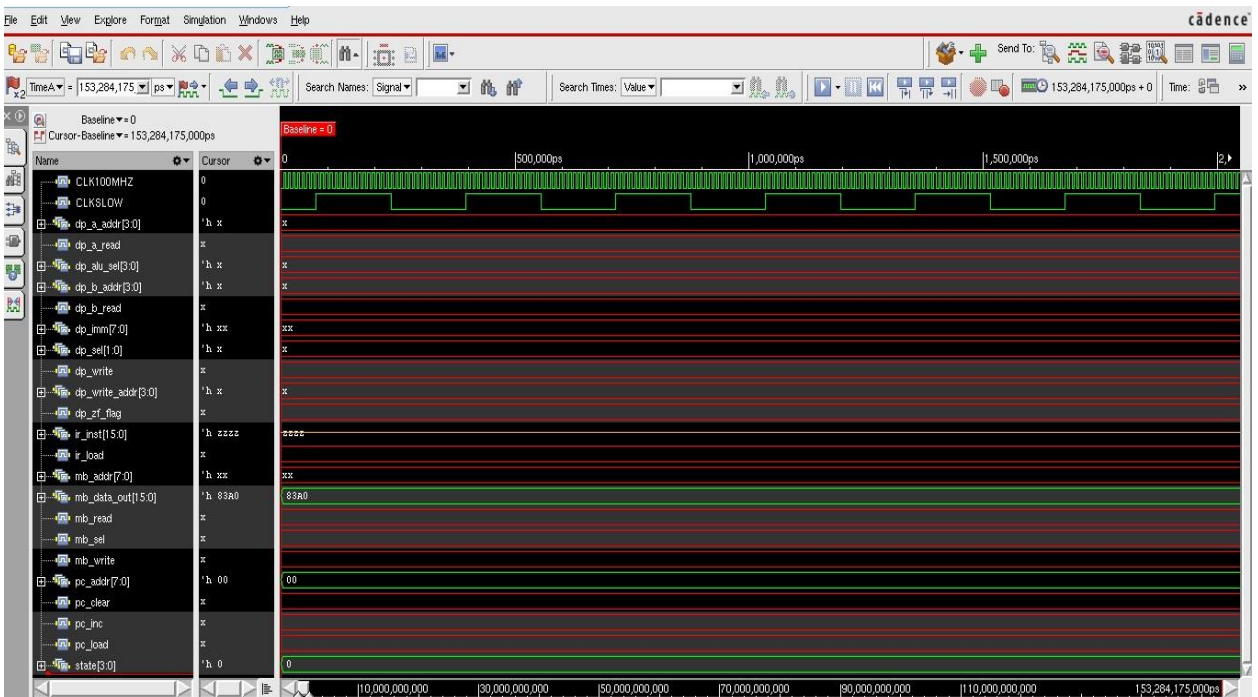 File Edit View Explore Format Simulation Windows Help
cādence
Send To:
TimeA = 153,284,175 ps
Search Names: Signal
Search Times: Value
153,284,175,000ps + 0
Time:
Baseline = 0
Cursor-Baseline = 153,284,175,000ps
Baseline = 0
Name Cursor
0 500,000ps 1,000,000ps 1,500,000ps 2,
CLK100MHZ 0
CLKSLOW 0
dp_a_addr[3:0] 'h x x
dp_a_read x
dp_alu_sel[3:0] 'h x x
dp_b_addr[3:0] 'h x x
dp_b_read x
dp_imm[7:0] 'h xx xx
dp_sel[1:0] 'h x x
dp_write x
dp_write_addr[3:0] 'h x x
dp_zf_flag x
ir_inst[15:0] 'h zzzz zzzz
ir_load x
mb_addr[7:0] 'h xx xx
mb_data_out[15:0] 'h 83A0 83A0
mb_read x
mb_sel x
mb_write x
pc_addr[7:0] 'h 00 00
pc_clear x
pc_inc x
pc_load x
state[3:0] 'h 0 0
10,000,000,000 30,000,000,000 50,000,000,000 70,000,000,000 90,000,000,000 110,000,000,000 153,284,175,000ps